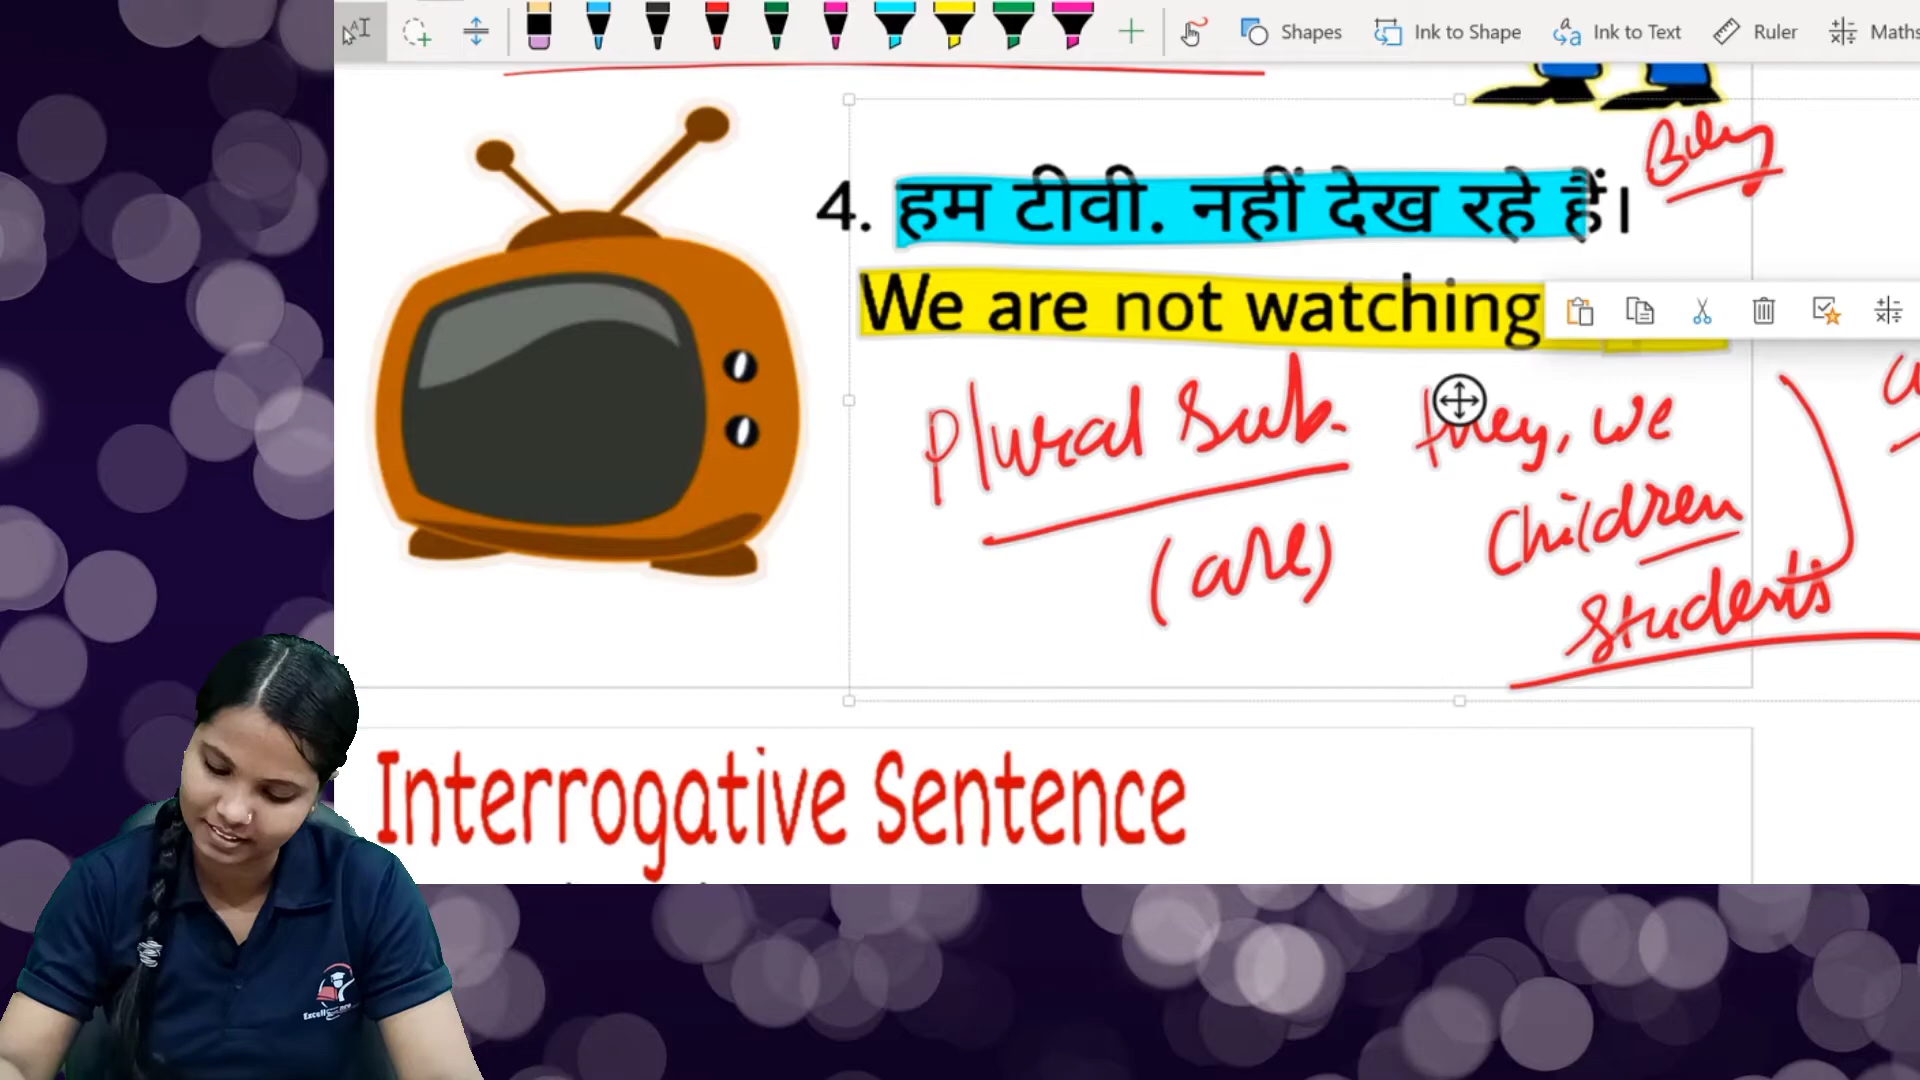 Shapes Ink to Shape Ink to Text Ruler Maths
4. हम टीवी. नहीं देख रहे हैं।
We are not watching
Plural Sub. they, we
(are) Children
Students
Interrogative Sentence